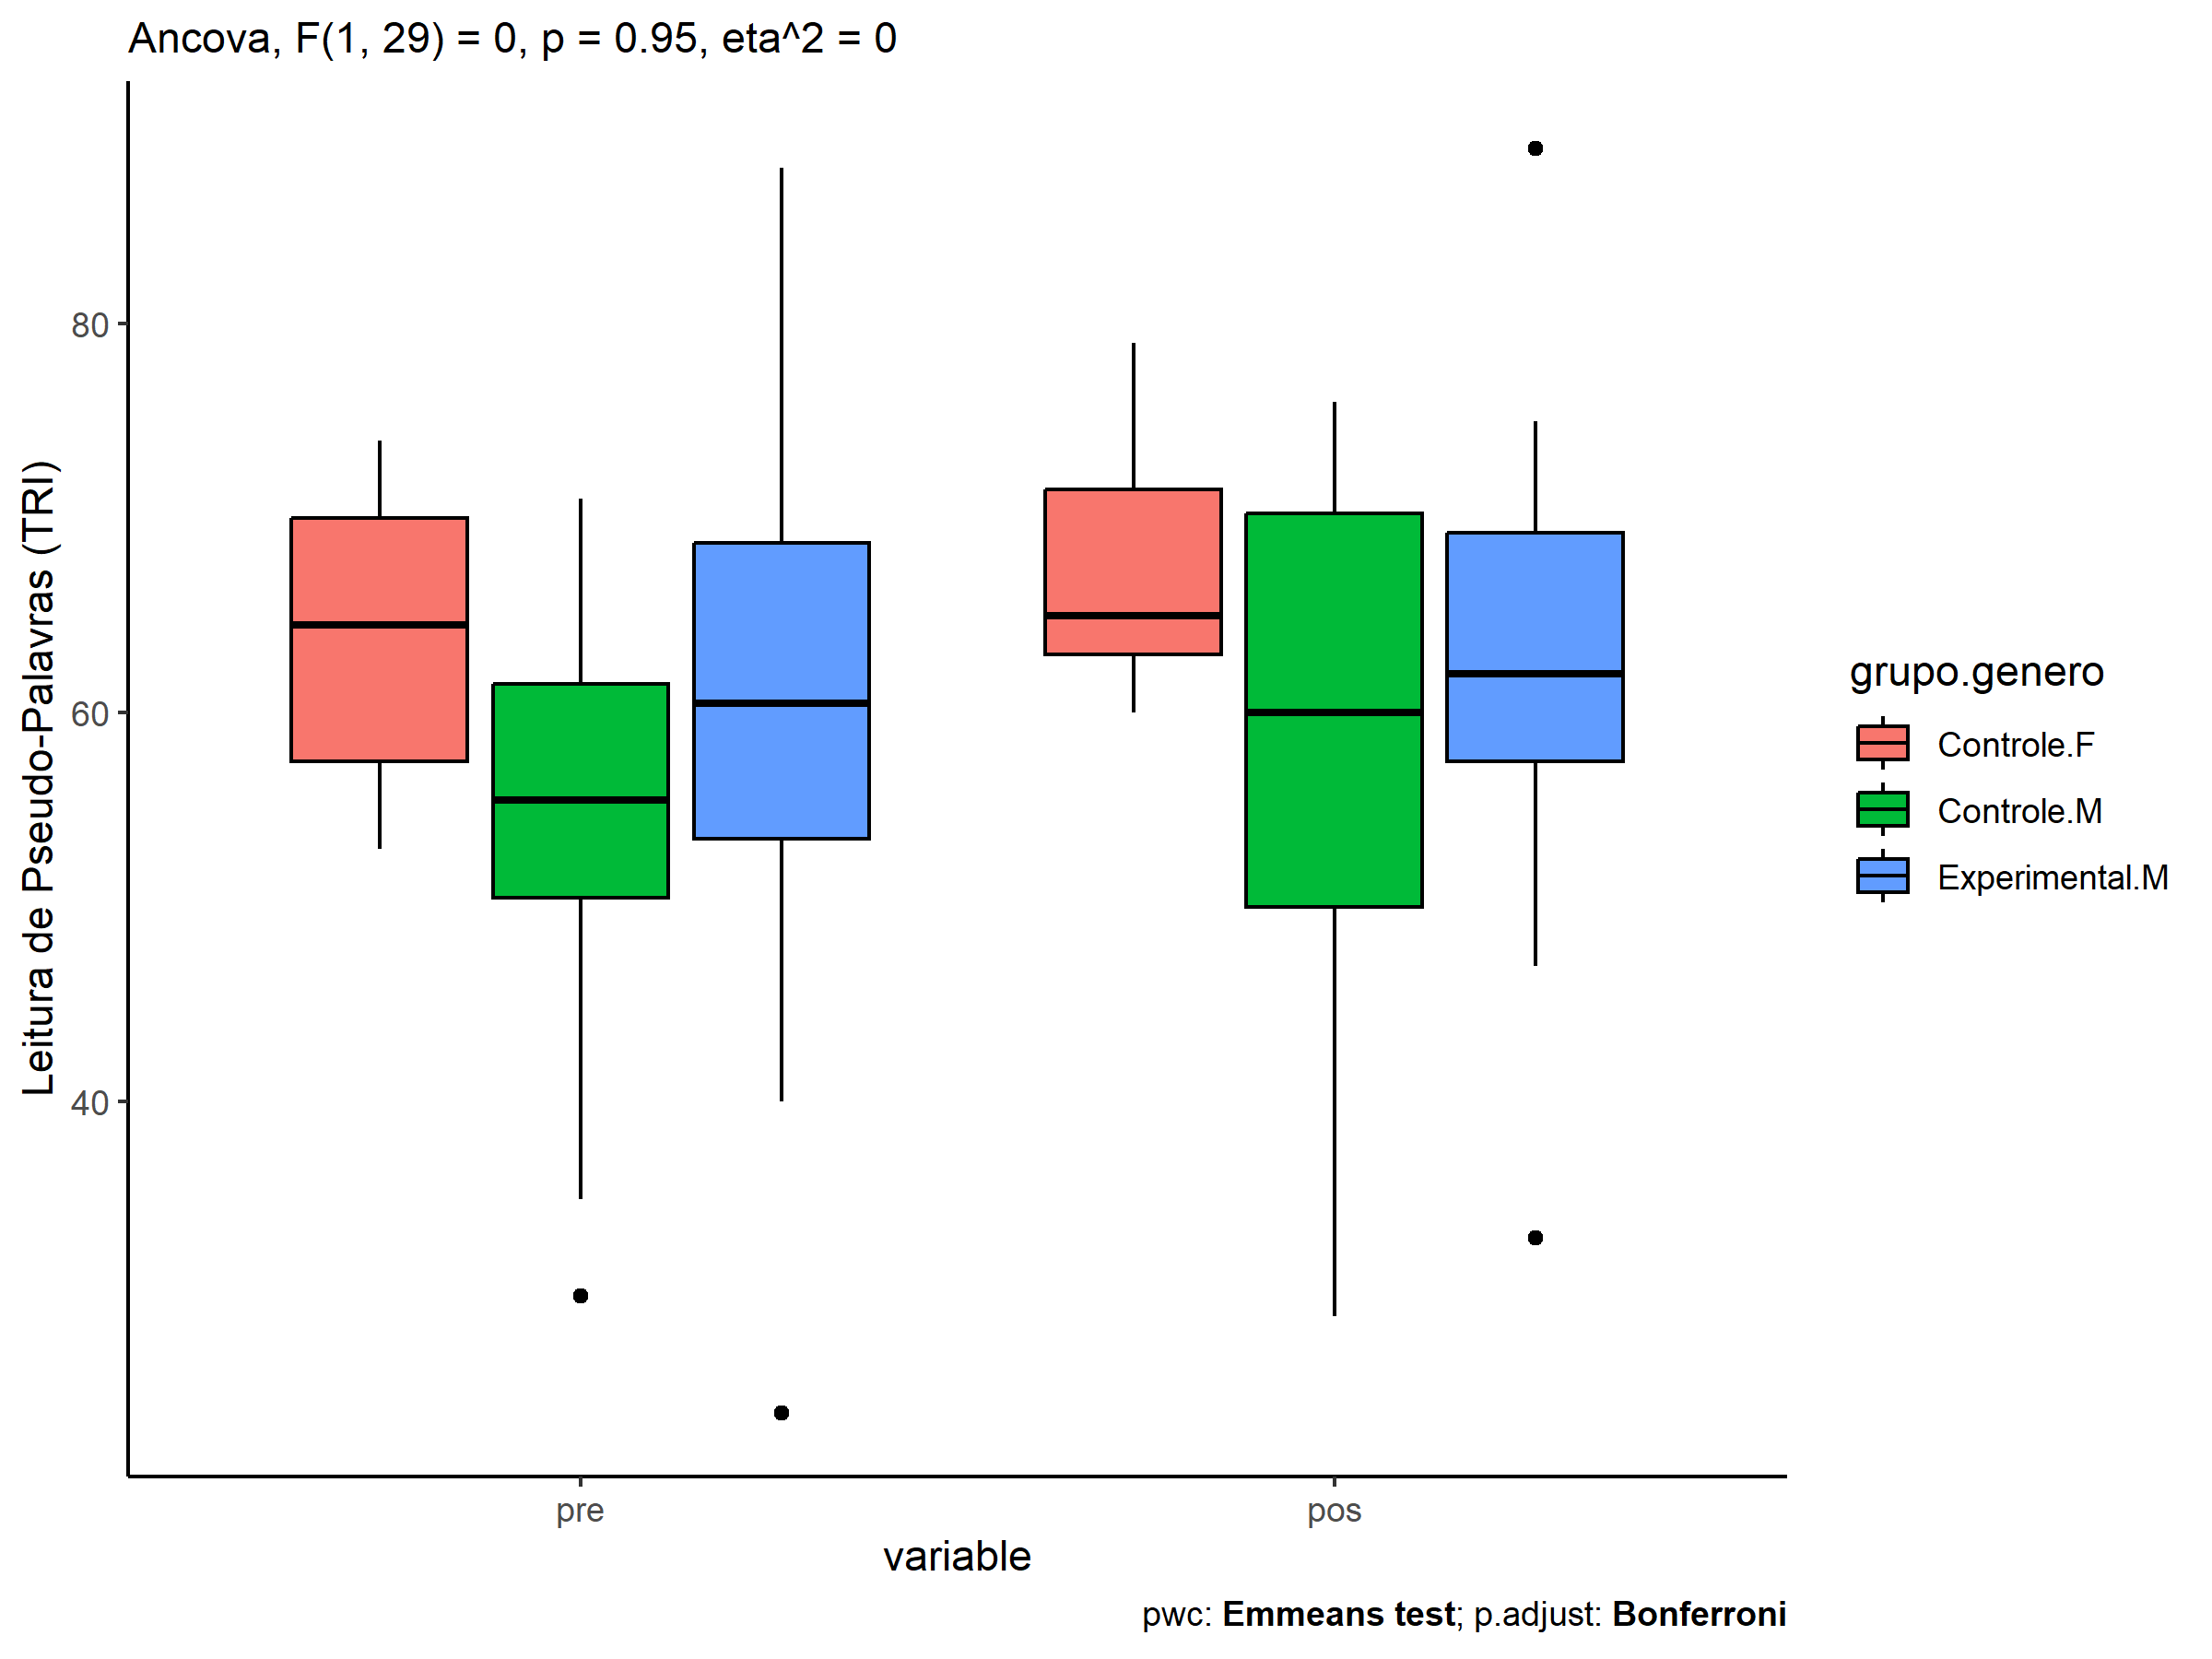 Ancova, F(1, 29) = 0, p = 0.95, eta^2 = 0
Leitura de Pseudo-Palavras (TRI)
80
60
40
pre
pos
variable
grupo.genero
Controle.F
Controle.M
Experimental.M
pwc: Emmeans test; p.adjust: Bonferroni